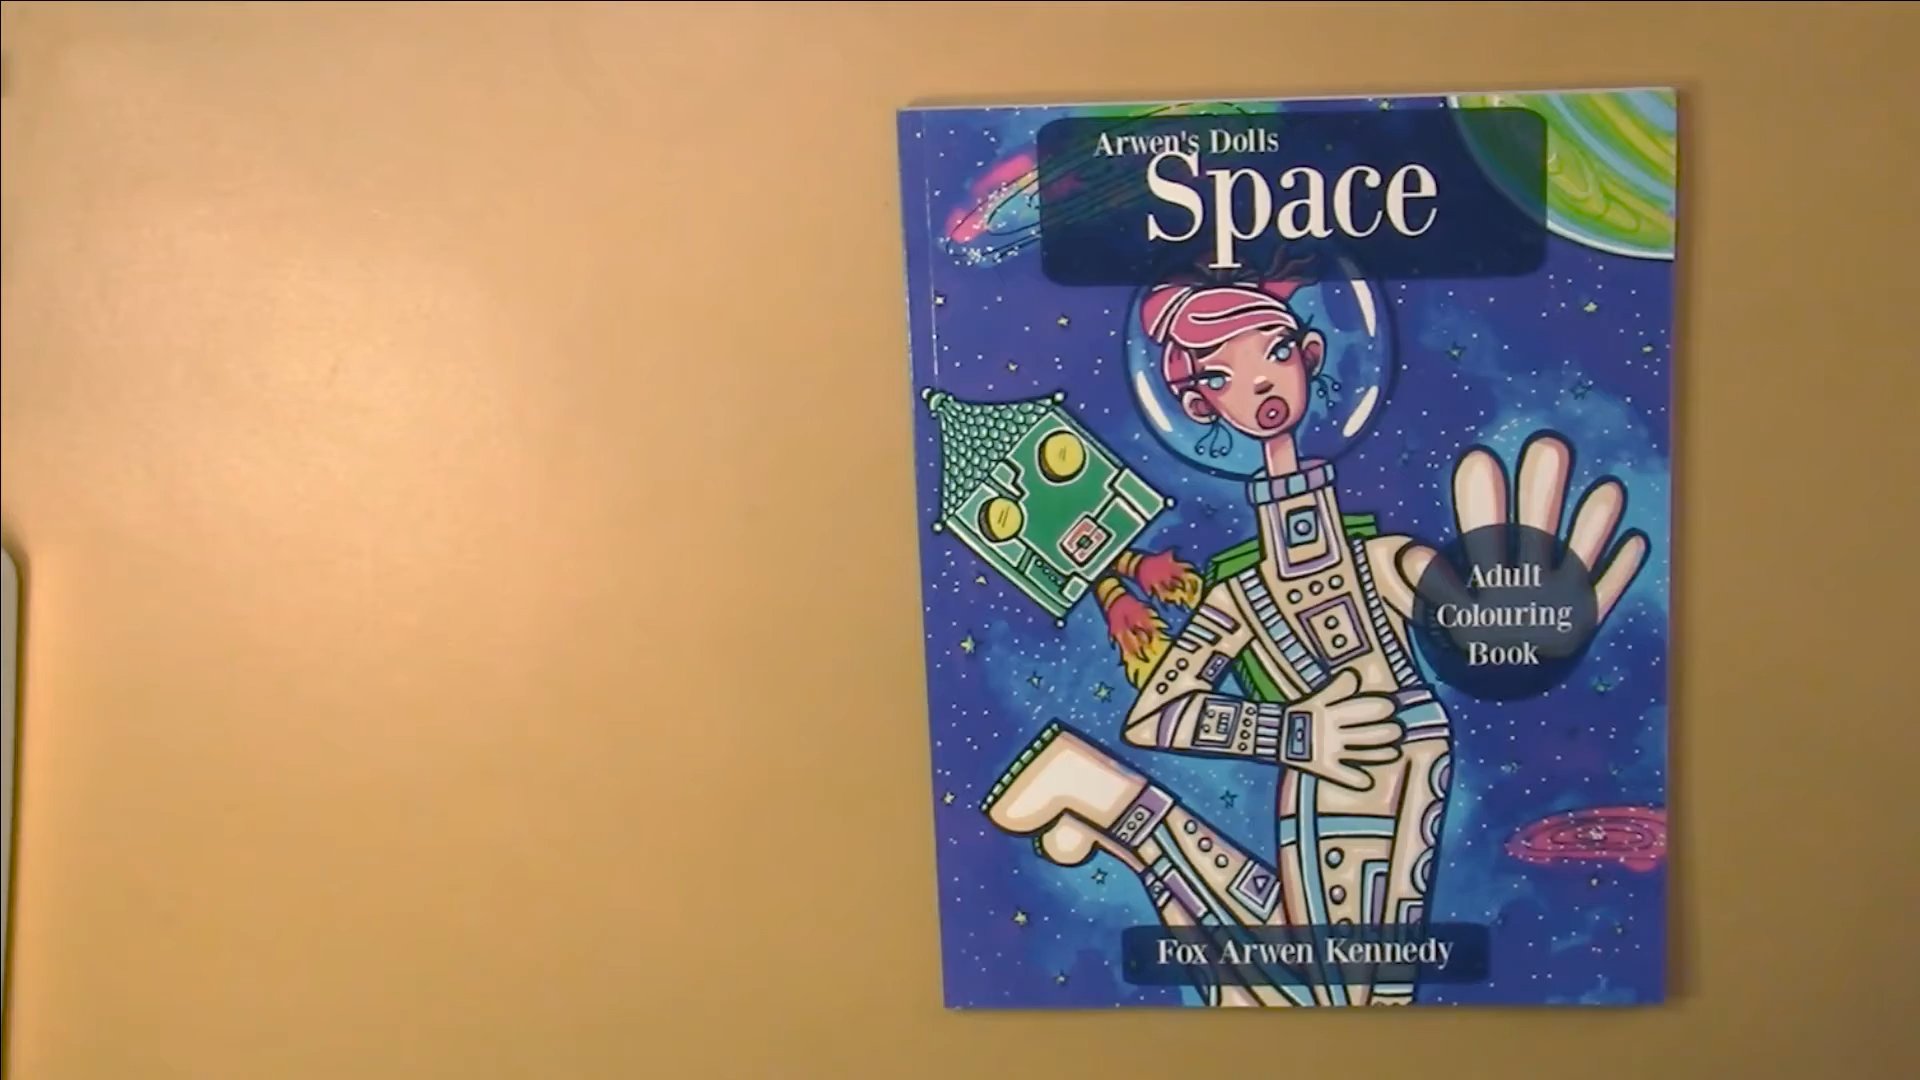 Arwen's Dolls
Space
Adult
Colouring
Book
Fox Arwen Kennedy